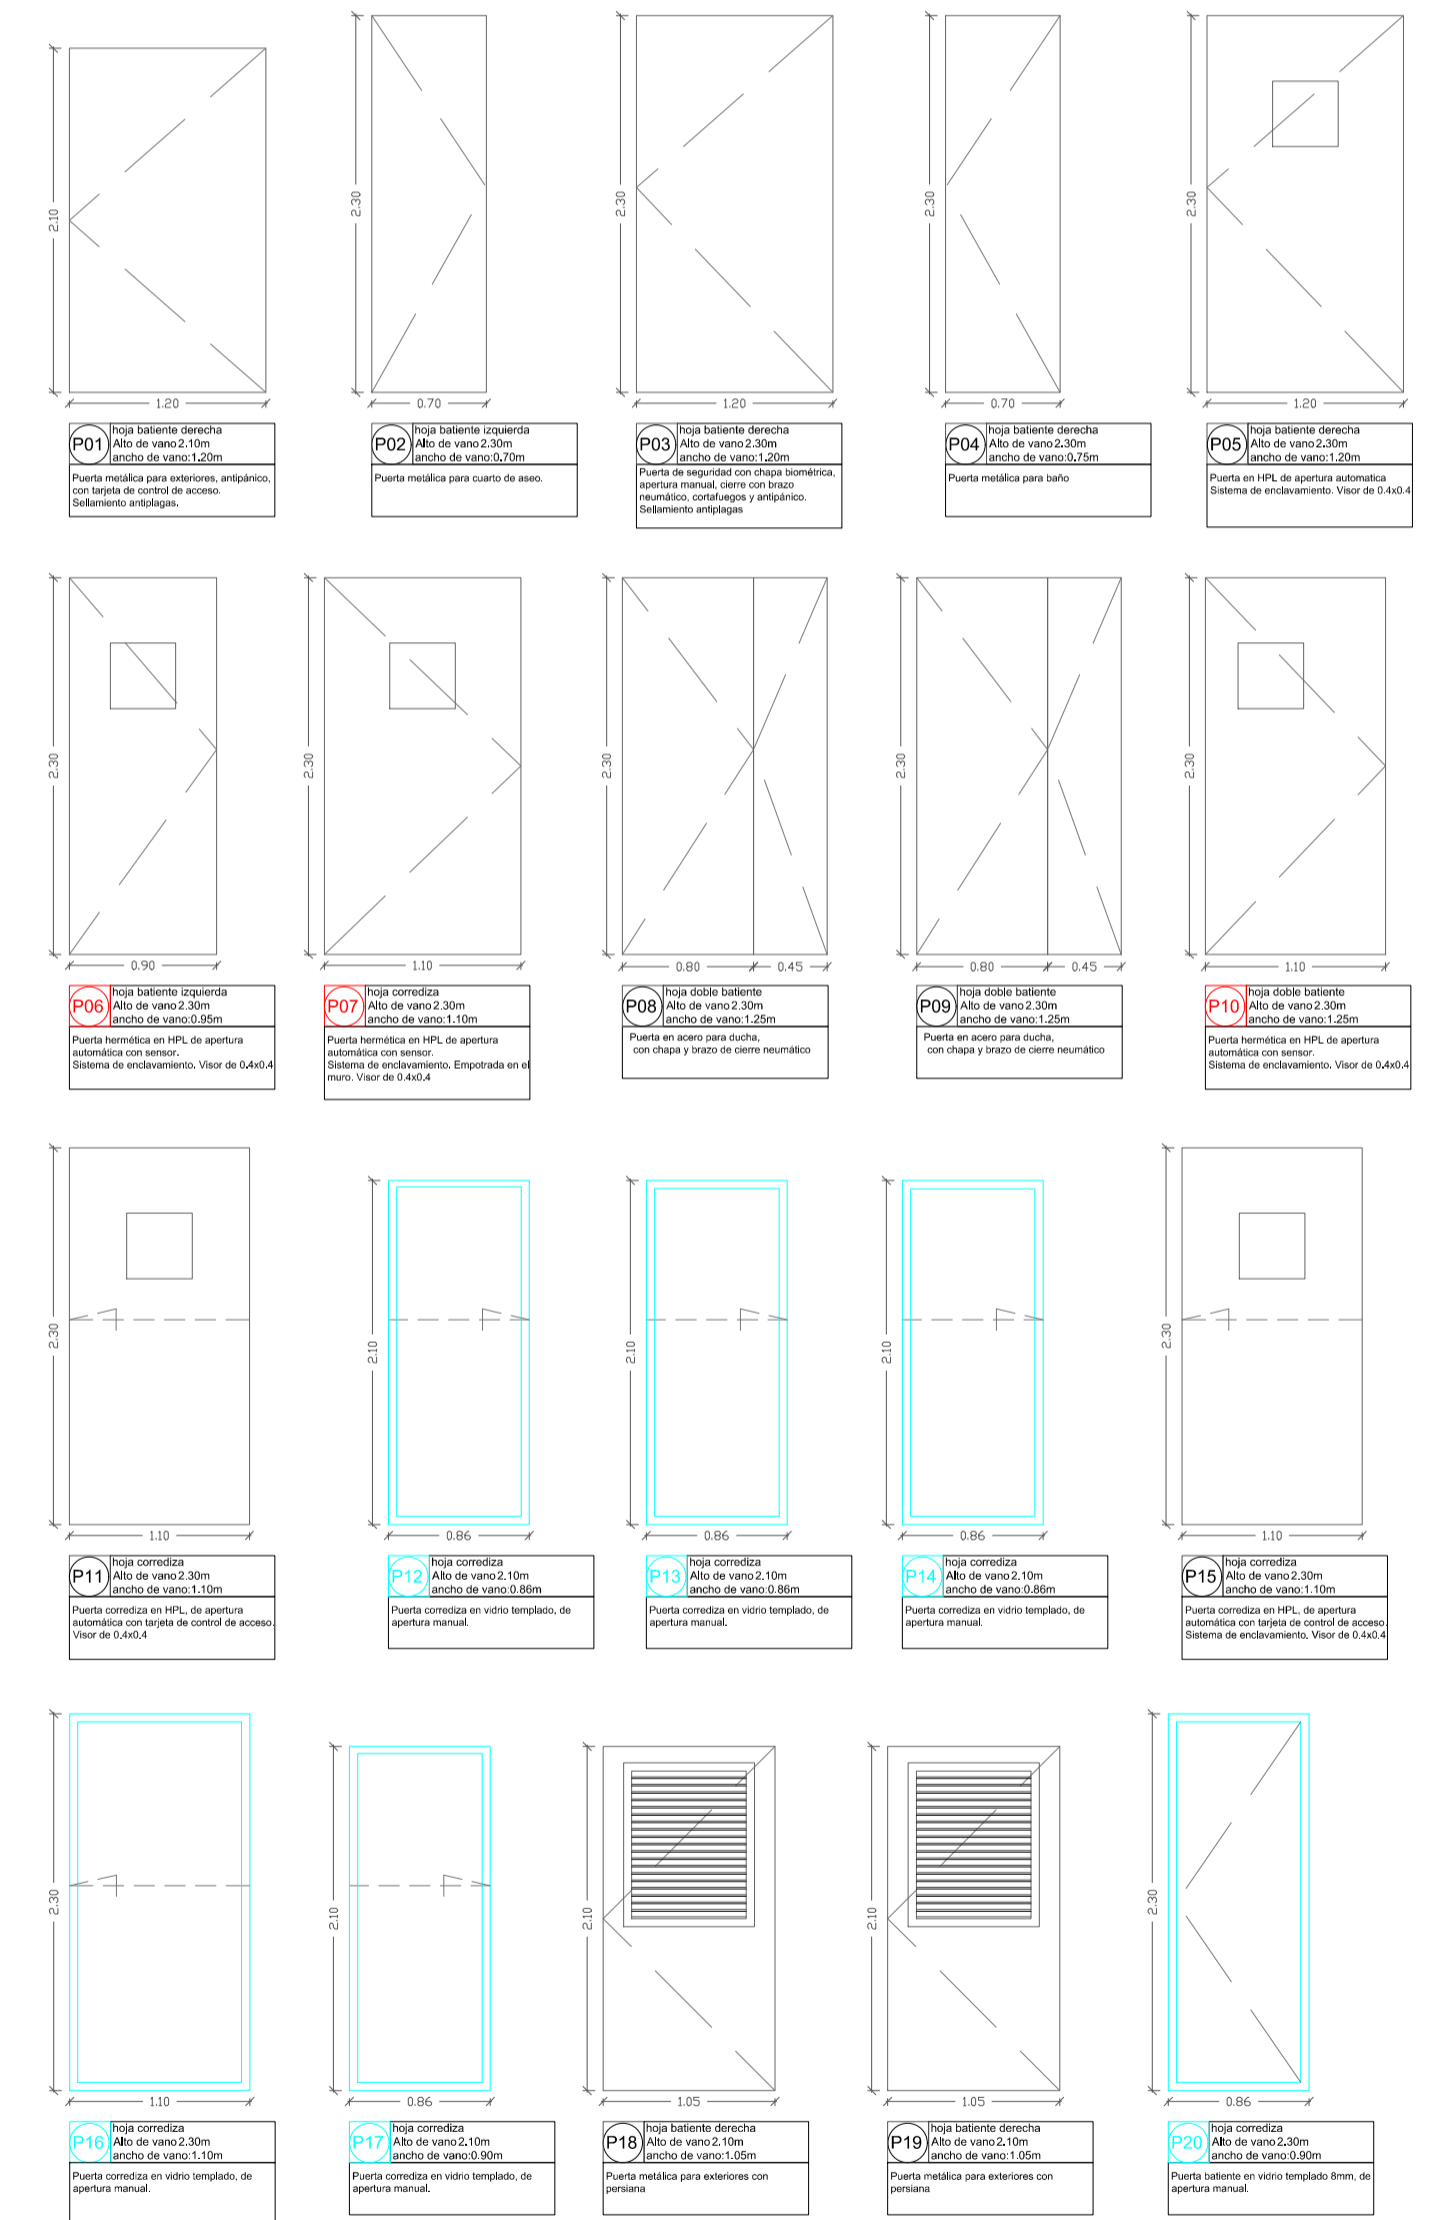 2.10
1.20
P01
hoja batiente derecha
Alto de vano 2.10m
ancho de vano:1.20m
Puerta metálica para exteriores, antipánico,
con tarjeta de control de acceso.
Sellamiento antiplagas.
2.30
0.70
P02
hoja batiente izquierda
Alto de vano 2.30m
ancho de vano:0.70m
Puerta metálica para cuarto de aseo.
2.30
1.20
P03
hoja batiente derecha
Alto de vano 2.30m
ancho de vano:1.20m
Puerta de seguridad con chapa biométrica,
apertura manual, cierre con brazo
neumático, cortafuegos y antipánico.
Sellamiento antiplagas
2.30
0.70
P04
hoja batiente derecha
Alto de vano 2.30m
ancho de vano:0.75m
Puerta metálica para baño
2.30
1.20
P05
hoja batiente derecha
Alto de vano 2.30m
ancho de vano:1.20m
Puerta en HPL de apertura automatica
Sistema de enclavamiento. Visor de 0.4x0.4
2.30
0.90
P06
hoja batiente izquierda
Alto de vano 2.30m
ancho de vano:0.95m
Puerta hermética en HPL de apertura
automática con sensor.
Sistema de enclavamiento. Visor de 0.4x0.4
2.30
1.10
P07
hoja corrediza
Alto de vano 2.30m
ancho de vano:1.10m
Puerta hermética en HPL de apertura
automática con sensor.
Sistema de enclavamiento. Empotrada en el
muro. Visor de 0.4x0.4
2.30
0.80
0.45
P08
hoja doble batiente
Alto de vano 2.30m
ancho de vano:1.25m
Puerta en acero para ducha,
con chapa y brazo de cierre neumático
2.30
0.80
0.45
P09
hoja doble batiente
Alto de vano 2.30m
ancho de vano:1.25m
Puerta en acero para ducha,
con chapa y brazo de cierre neumático
2.30
1.10
P10
hoja doble batiente
Alto de vano 2.30m
ancho de vano:1.25m
Puerta hermética en HPL de apertura
automática con sensor.
Sistema de enclavamiento. Visor de 0.4x0.4
2.30
1.10
P11
hoja corrediza
Alto de vano 2.30m
ancho de vano:1.10m
Puerta corrediza en HPL, de apertura
automática con tarjeta de control de acceso.
Visor de 0.4x0.4
2.10
0.86
P12
hoja corrediza
Alto de vano 2.10m
ancho de vano:0.86m
Puerta corrediza en vidrio templado, de
apertura manual.
2.10
0.86
P13
hoja corrediza
Alto de vano 2.10m
ancho de vano:0.86m
Puerta corrediza en vidrio templado, de
apertura manual.
2.10
0.86
P14
hoja corrediza
Alto de vano 2.10m
ancho de vano:0.86m
Puerta corrediza en vidrio templado, de
apertura manual.
2.30
1.10
P15
hoja corrediza
Alto de vano 2.30m
ancho de vano:1.10m
Puerta corrediza en HPL, de apertura
automática con tarjeta de control de acceso.
Sistema de enclavamiento. Visor de 0.4x0.4
2.30
1.10
P16
hoja corrediza
Alto de vano 2.30m
ancho de vano:1.10m
Puerta corrediza en vidrio templado, de
apertura manual.
2.10
0.86
P17
hoja corrediza
Alto de vano 2.10m
ancho de vano:0.90m
Puerta corrediza en vidrio templado, de
apertura manual.
2.10
1.05
P18
hoja batiente derecha
Alto de vano 2.10m
ancho de vano:1.05m
Puerta metálica para exteriores con
persiana
2.10
1.05
P19
hoja batiente derecha
Alto de vano 2.10m
ancho de vano:1.05m
Puerta metálica para exteriores con
persiana
2.30
0.86
P20
hoja corrediza
Alto de vano 2.30m
ancho de vano:0.90m
Puerta batiente en vidrio templado 8mm, de
apertura manual.